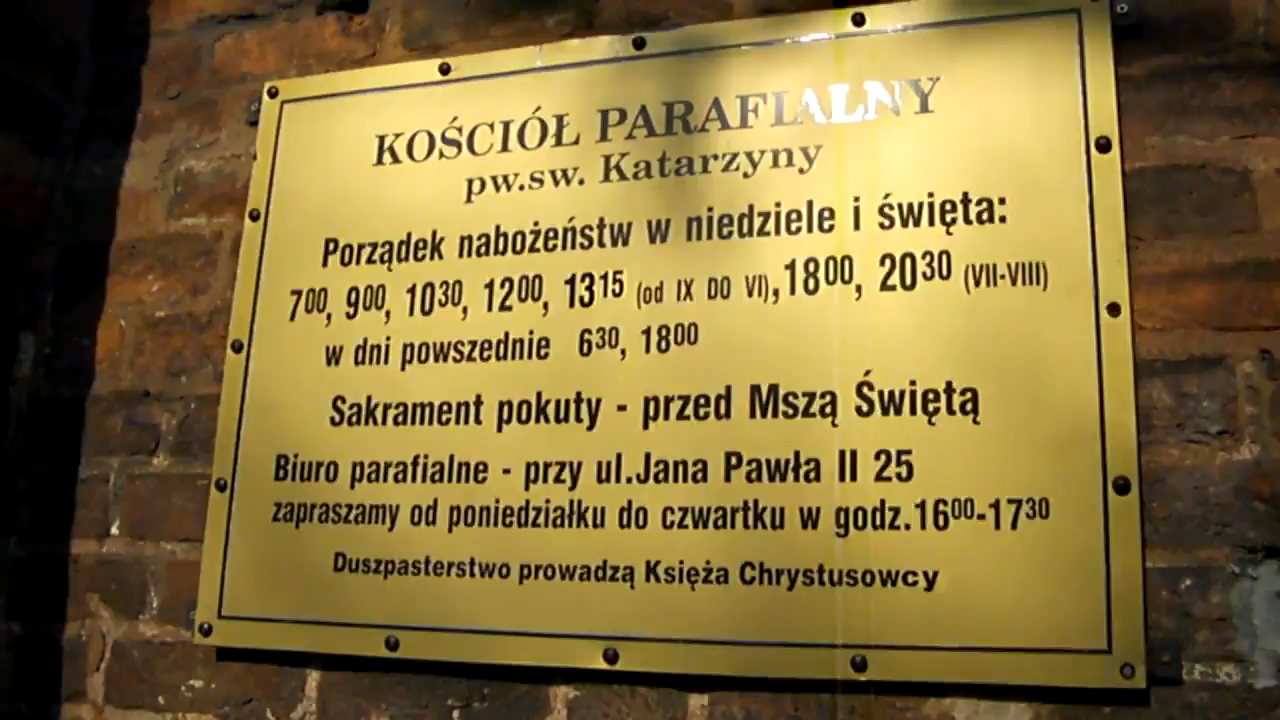 KOŚCIÓŁ PARAFIALNY
pw.sw. Katarzyny
Porządek nabożeństw w niedziele i święta:
7⁰⁰, 9⁰⁰, 10³⁰, 12⁰⁰, 13¹⁵ (od IX DO VI), 18⁰⁰, 20³⁰ (VII-VIII)
w dni powszednie 6³⁰, 18⁰⁰
Sakrament pokuty - przed Mszą Świętą
Biuro parafialne - przy ul.Jana Pawła II 25
zapraszamy od poniedziałku do czwartku w godz.16⁰⁰-17³⁰
Duszpasterstwo prowadzą Księża Chrystusowcy